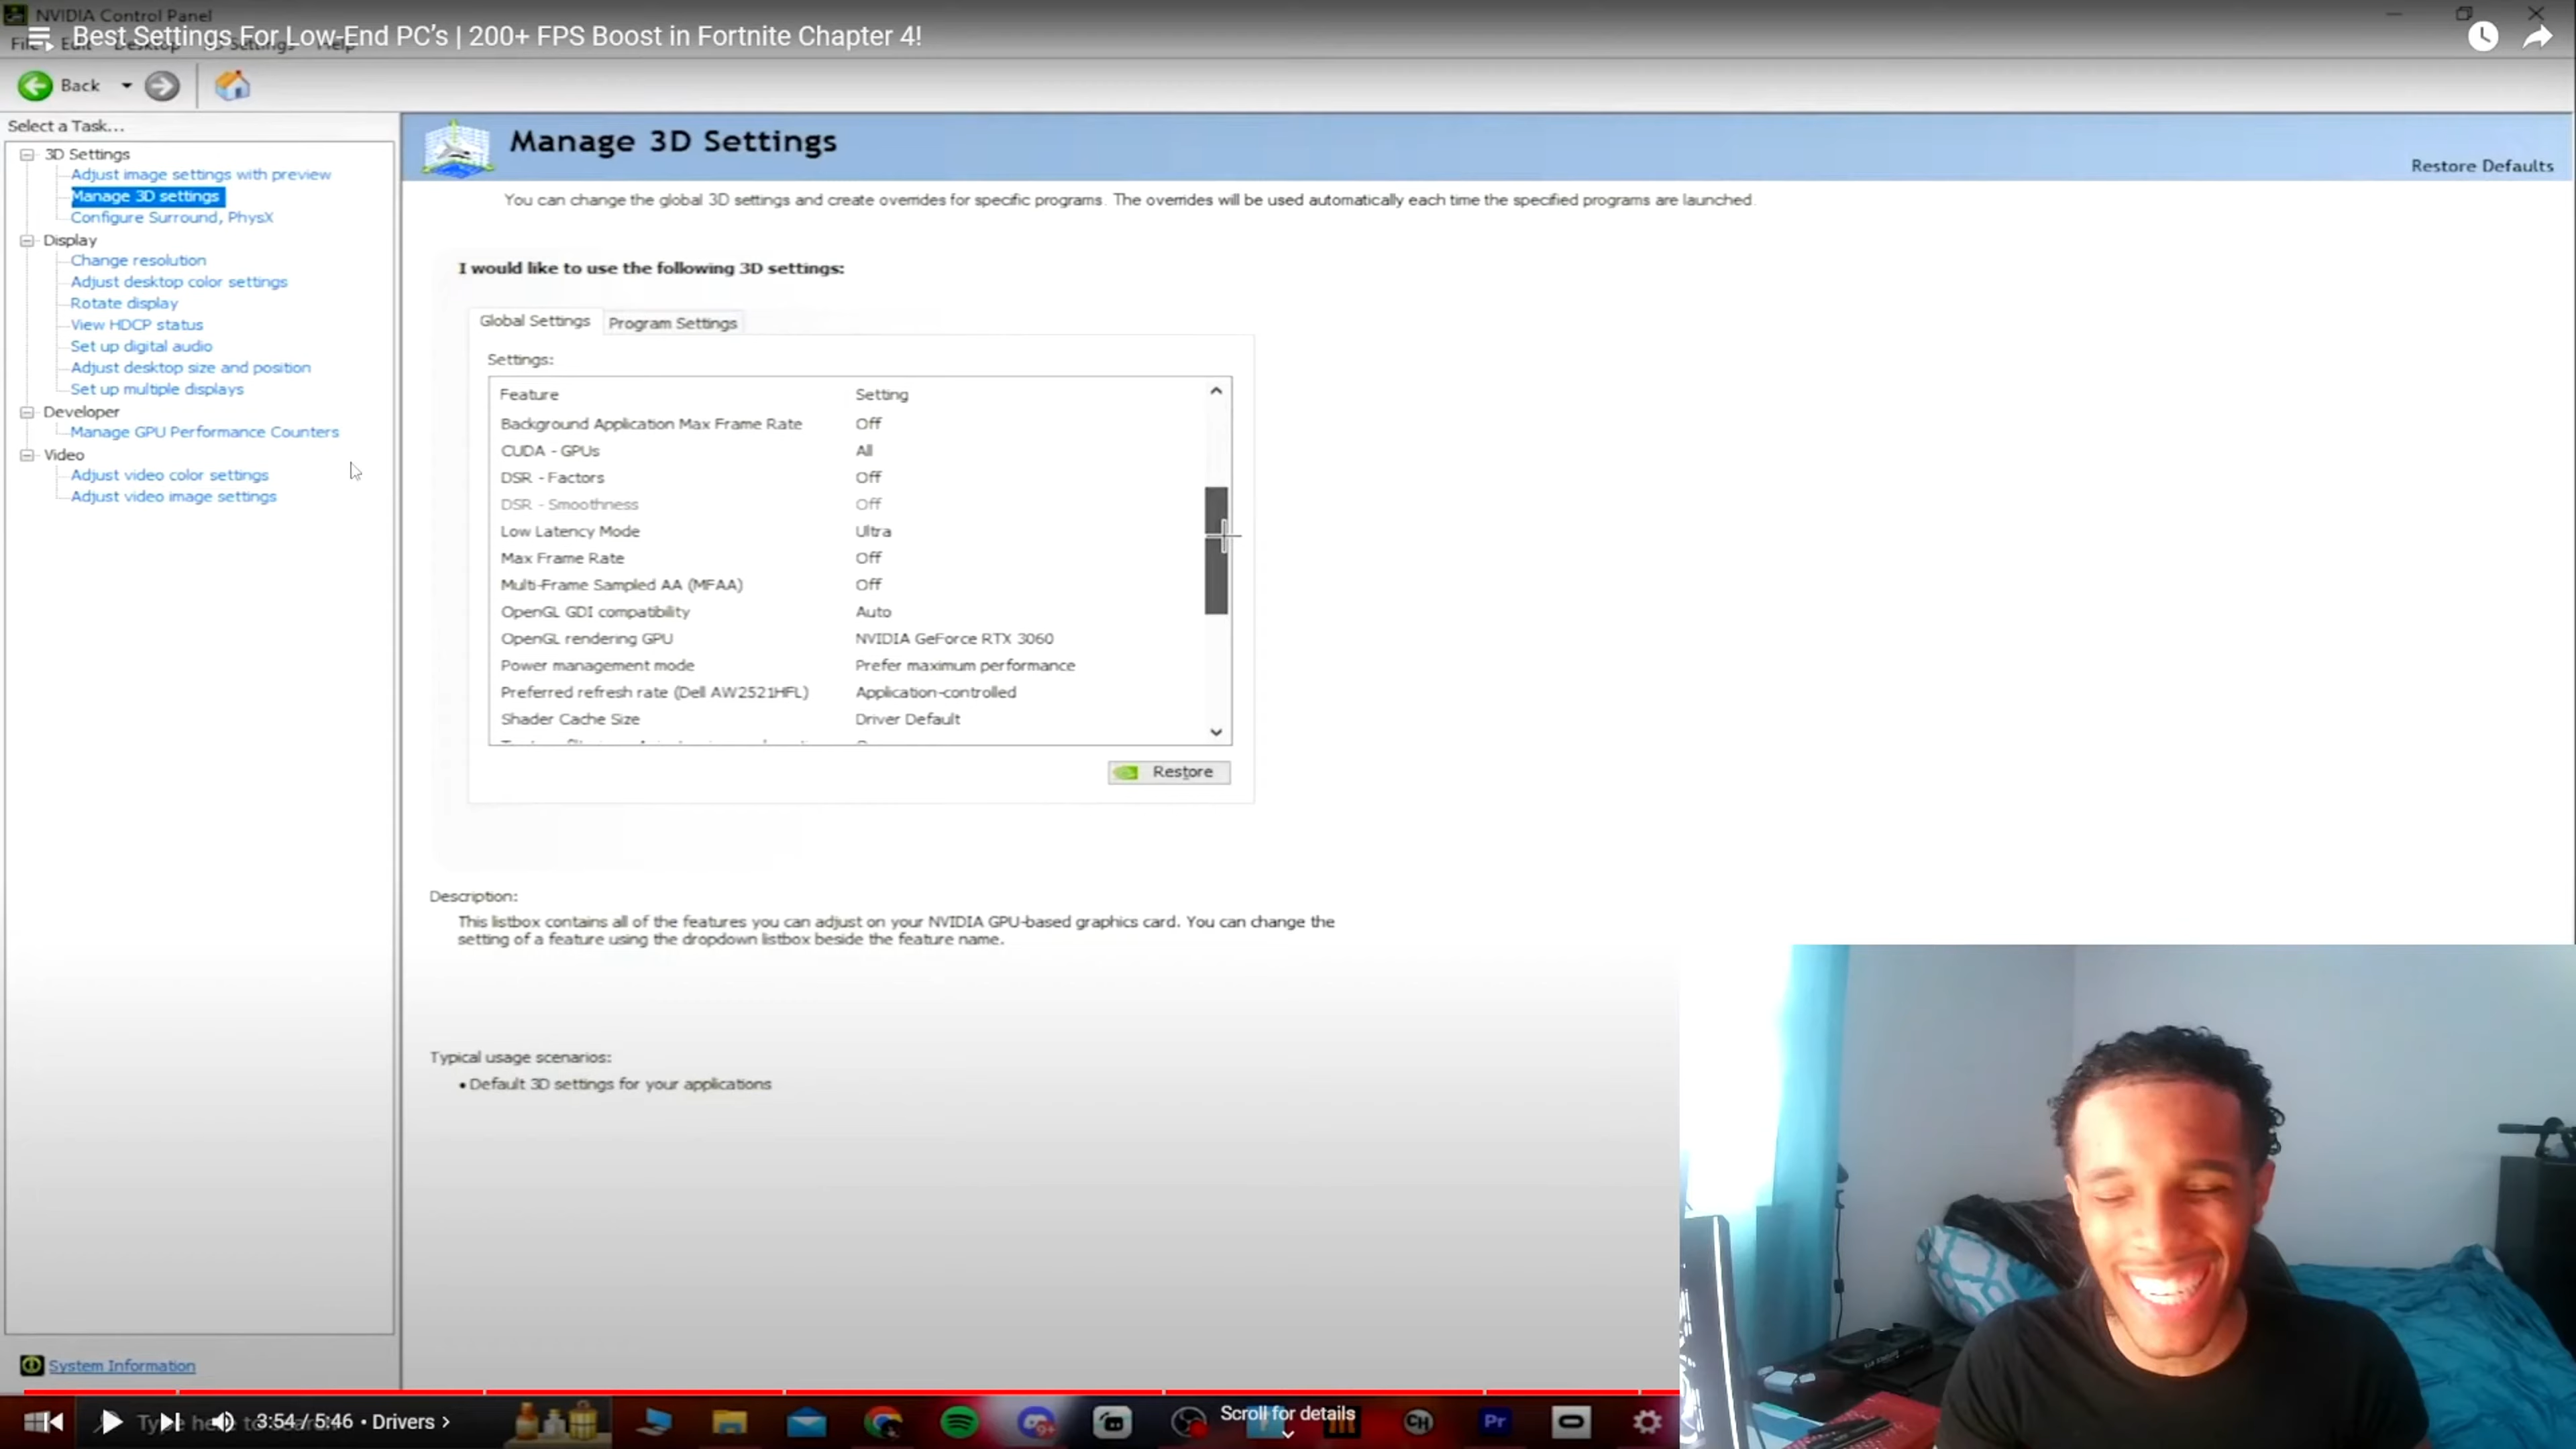 NVIDIA Control Panel
Best Settings For Low-End PC's | 200+ FPS Boost in Fortnite Chapter 4!
Back
Select a Task...
3D Settings
Adjust image settings with preview
Manage 3D settings
Configure Surround, PhysX
Display
Change resolution
Adjust desktop color settings
Rotate display
View HDCP status
Set up digital audio
Adjust desktop size and position
Set up multiple displays
Developer
Manage GPU Performance Counters
Video
Adjust video color settings
Adjust video image settings
System Information
Manage 3D Settings
Restore Defaults
You can change the global 3D settings and create overrides for specific programs. The overrides will be used automatically each time the specified programs are launched.
I would like to use the following 3D settings:
Global Settings Program Settings
Settings:
Feature Setting
Background Application Max Frame Rate Off
CUDA - GPUs All
DSR - Factors Off
DSR - Smoothness Off
Low Latency Mode Ultra
Max Frame Rate Off
Multi-Frame Sampled AA (MFAA) Off
OpenGL GDI compatibility Auto
OpenGL rendering GPU NVIDIA GeForce RTX 3060
Power management mode Prefer maximum performance
Preferred refresh rate (Dell AW2521HFL) Application-controlled
Shader Cache Size Driver Default
Restore
Description:
This listbox contains all of the features you can adjust on your NVIDIA GPU-based graphics card. You can change the
setting of a feature using the dropdown listbox beside the feature name.
Typical usage scenarios:
• Default 3D settings for your applications
Type here to search
3:54 / 5:46 • Drivers >
9+
Scroll for details
CH
Pr